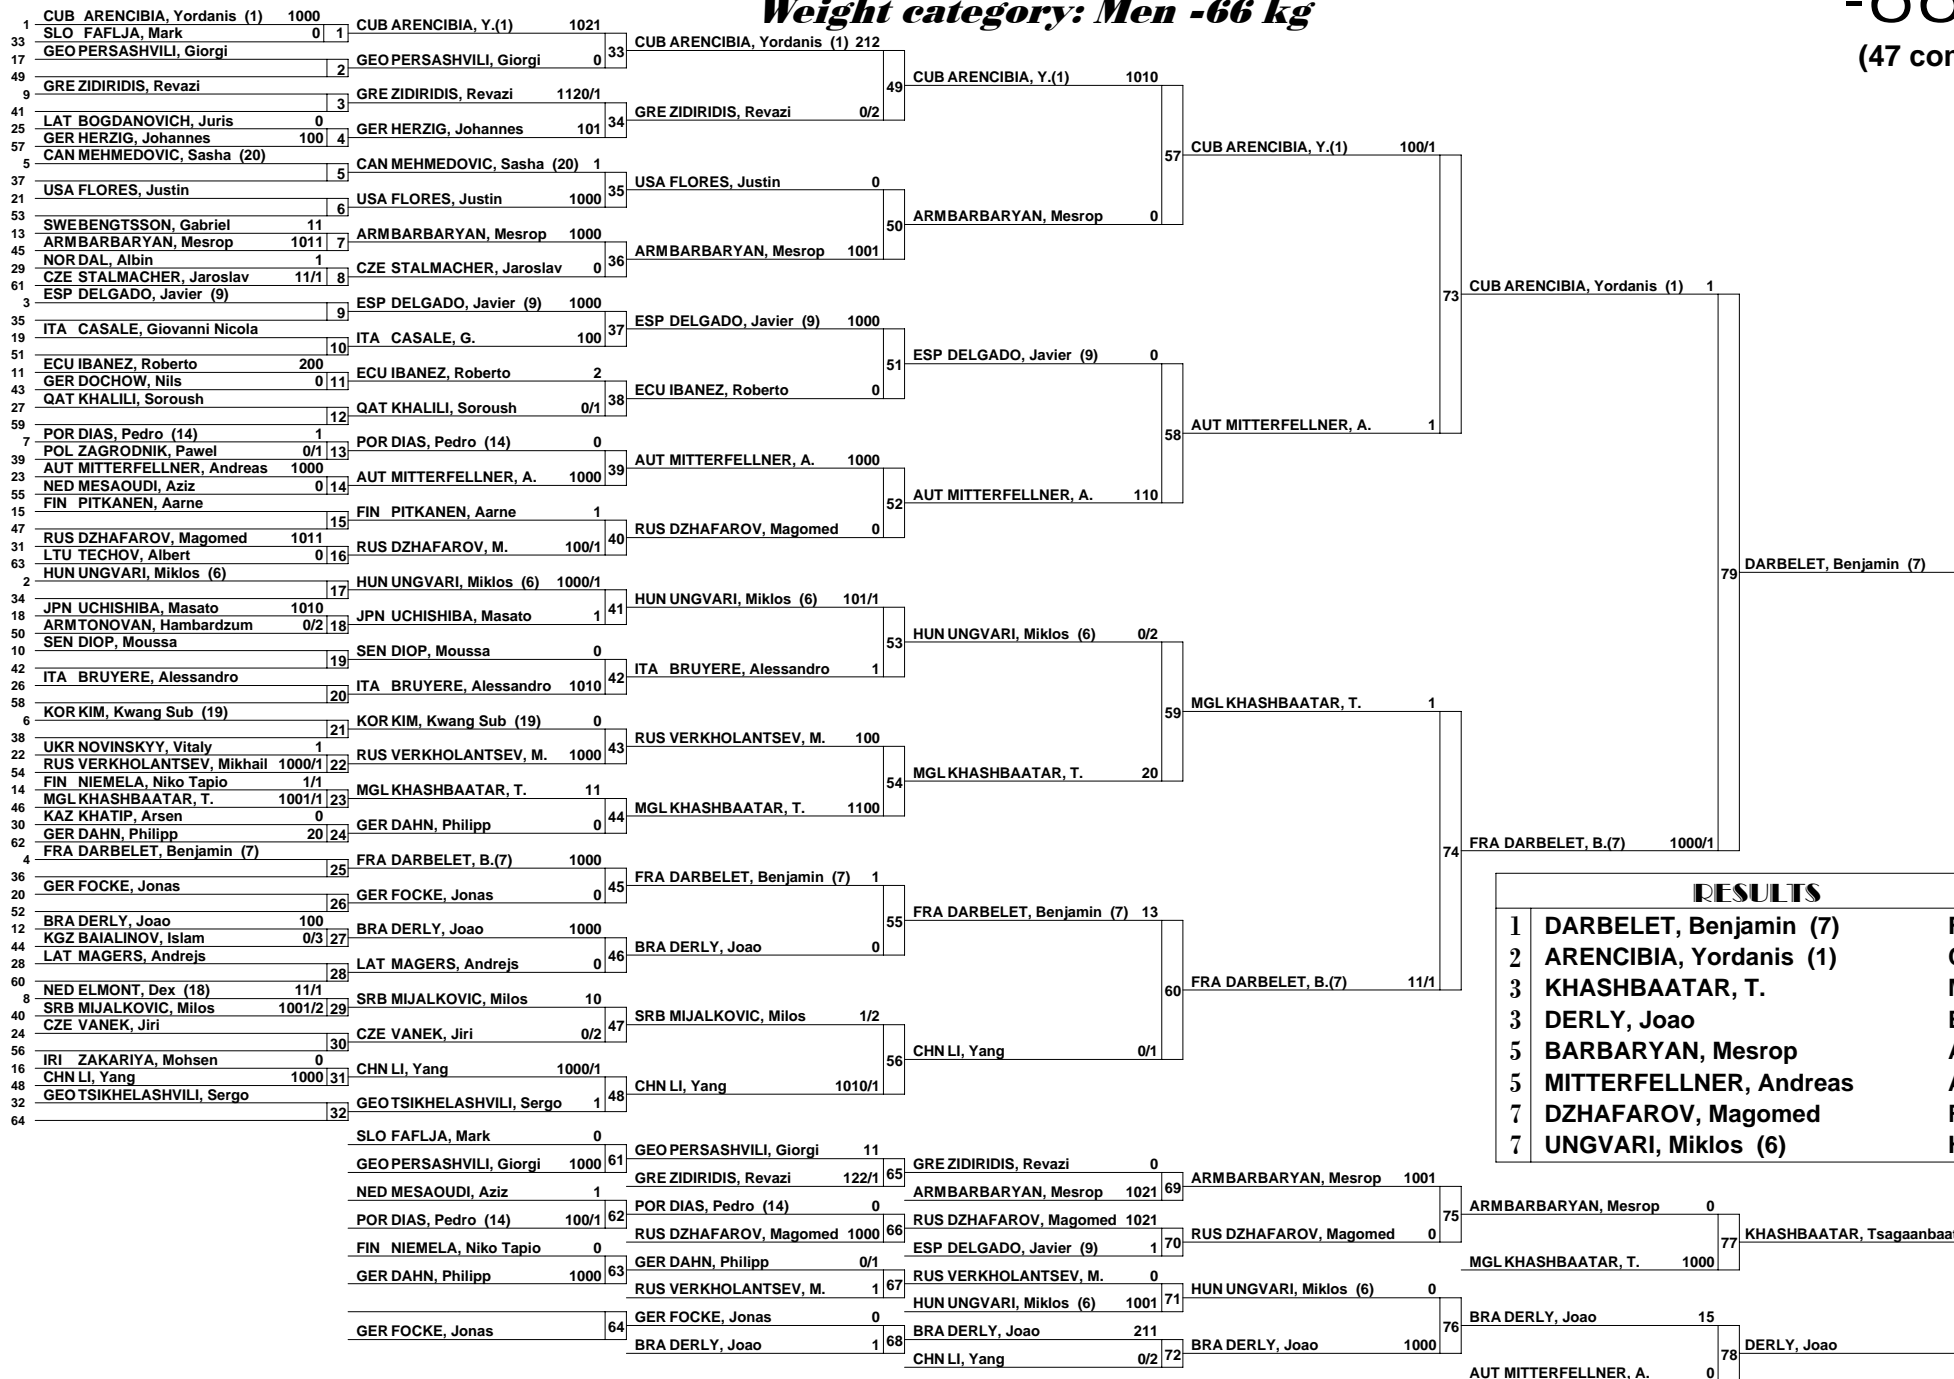 Weight category: Men -66 kg
(47
1 CUB ARENCIBIA, Yordanis (1) 1000
33 SLO FAFLJA, Mark 0 1
17 GEO PERSASHVILI, Giorgi
49 2
9 GRE ZIDIRIDIS, Revazi
41 3
25 LAT BOGDANOVICH, Juris 0
57 GER HERZIG, Johannes 100 4
5 CAN MEHMEDOVIC, Sasha (20)
37 5
21 USA FLORES, Justin
53 6
13 SWE BENGTSSON, Gabriel 11
45 ARM BARBARYAN, Mesrop 1011 7
29 NOR DAL, Albin 1
61 CZE STALMACHER, Jaroslav 11/1 8
3 ESP DELGADO, Javier (9)
35 9
19 ITA CASALE, Giovanni Nicola
51 10
11 ECU IBANEZ, Roberto 200
43 GER DOCHOW, Nils 0 11
27 QAT KHALILI, Soroush
59 12
7 POR DIAS, Pedro (14) 1
39 POL ZAGRODNIK, Pawel 0/1 13
23 AUT MITTERFELLNER, Andreas 1000
55 NED MESAOUDI, Aziz 0 14
15 FIN PITKANEN, Aarne
47 15
31 RUS DZHAFAROV, Magomed 1011
63 LTU TECHOV, Albert 0 16
2 HUN UNGVARI, Miklos (6)
34 17
18 JPN UCHISHIBA, Masato 1010
50 ARM TONOVAN, Hambardzum 0/2 18
10 SEN DIOP, Moussa
42 19
26 ITA BRUYERE, Alessandro
58 20
6 KOR KIM, Kwang Sub (19)
38 21
22 UKR NOVINSKYY, Vitaly 1
54 RUS VERKHOLANTSEV, Mikhail 1000/1 22
14 FIN NIEMELA, Niko Tapio 1/1
46 MGL KHASHBAATAR, T. 1001/1 23
30 KAZ KHATIP, Arsen 0
62 GER DAHN, Philipp 20 24
4 FRA DARBELET, Benjamin (7)
36 25
20 GER FOCKE, Jonas
52 26
12 BRA DERLY, Joao 100
44 KGZ BAIALINOV, Islam 0/3 27
28 LAT MAGERS, Andrejs
60 28
8 NED ELMONT, Dex (18) 11/1
40 SRB MIJALKOVIC, Milos 1001/2 29
24 CZE VANEK, Jiri
56 30
16 IRI ZAKARIYA, Mohsen 0
48 CHN LI, Yang 1000 31
32 GEO TSIKHELASHVILI, Sergo
64 32
CUB ARENCIBIA, Y.(1) 1021
GEO PERSASHVILI, Giorgi 0 33
GRE ZIDIRIDIS, Revazi 1120/1
GER HERZIG, Johannes 101 34
CAN MEHMEDOVIC, Sasha (20) 1
USA FLORES, Justin 1000 35
ARM BARBARYAN, Mesrop 1000
CZE STALMACHER, Jaroslav 0 36
ESP DELGADO, Javier (9) 1000
ITA CASALE, G. 100 37
ECU IBANEZ, Roberto 2
QAT KHALILI, Soroush 0/1 38
POR DIAS, Pedro (14) 0
AUT MITTERFELLNER, A. 1000 39
FIN PITKANEN, Aarne 1
RUS DZHAFAROV, M. 100/1 40
HUN UNGVARI, Miklos (6) 1000/1
JPN UCHISHIBA, Masato 1 41
SEN DIOP, Moussa 0
ITA BRUYERE, Alessandro 1010 42
KOR KIM, Kwang Sub (19) 0
RUS VERKHOLANTSEV, M. 1000 43
MGL KHASHBAATAR, T. 11
GER DAHN, Philipp 0 44
FRA DARBELET, B.(7) 1000
GER FOCKE, Jonas 0 45
BRA DERLY, Joao 1000
LAT MAGERS, Andrejs 0 46
SRB MIJALKOVIC, Milos 10
CZE VANEK, Jiri 0/2 47
CHN LI, Yang 1000/1
GEO TSIKHELASHVILI, Sergo 1 48
CUB ARENCIBIA, Yordanis (1) 212
GRE ZIDIRIDIS, Revazi 0/2 49
USA FLORES, Justin 0
ARM BARBARYAN, Mesrop 1001 50
ESP DELGADO, Javier (9) 1000
ECU IBANEZ, Roberto 0 51
AUT MITTERFELLNER, A. 1000
RUS DZHAFAROV, Magomed 0 52
HUN UNGVARI, Miklos (6) 101/1
ITA BRUYERE, Alessandro 1 53
RUS VERKHOLANTSEV, M. 100
MGL KHASHBAATAR, T. 1100 54
FRA DARBELET, Benjamin (7) 1
BRA DERLY, Joao 0 55
SRB MIJALKOVIC, Milos 1/2
CHN LI, Yang 1010/1 56
CUB ARENCIBIA, Y.(1) 1010
ARM BARBARYAN, Mesrop 0 57
ESP DELGADO, Javier (9) 0
AUT MITTERFELLNER, A. 110 58
HUN UNGVARI, Miklos (6) 0/2
MGL KHASHBAATAR, T. 20 59
FRA DARBELET, Benjamin (7) 13
CHN LI, Yang 0/1 60
CUB ARENCIBIA, Y.(1) 100/1
AUT MITTERFELLNER, A. 1 73
MGL KHASHBAATAR, T. 1
FRA DARBELET, B.(7) 11/1 74
CUB ARENCIBIA, Yordanis (1) 1
FRA DARBELET, B.(7) 1000/1 79
DARBELET, Benjamin (7)
RESULTS
1 DARBELET, Benjamin (7)
2 ARENCIBIA, Yordanis (1)
3 KHASHBAATAR, T.
3 DERLY, Joao
5 BARBARYAN, Mesrop
5 MITTERFELLNER, Andreas
7 DZHAFAROV, Magomed
7 UNGVARI, Miklos (6)
SLO FAFLJA, Mark 0
GEO PERSASHVILI, Giorgi 1000 61
NED MESAOUDI, Aziz 1
POR DIAS, Pedro (14) 100/1 62
FIN NIEMELA, Niko Tapio 0
GER DAHN, Philipp 1000 63
GER FOCKE, Jonas 64
GEO PERSASHVILI, Giorgi 11
GRE ZIDIRIDIS, Revazi 122/1 65
POR DIAS, Pedro (14) 0
RUS DZHAFAROV, Magomed 1000 66
GER DAHN, Philipp 0/1
RUS VERKHOLANTSEV, M. 1 67
GER FOCKE, Jonas 0
BRA DERLY, Joao 1 68
GRE ZIDIRIDIS, Revazi 0
ARM BARBARYAN, Mesrop 1021 69
RUS DZHAFAROV, Magomed 1021
ESP DELGADO, Javier (9) 1 70
RUS VERKHOLANTSEV, M. 0
HUN UNGVARI, Miklos (6) 1001 71
BRA DERLY, Joao 211
CHN LI, Yang 0/2 72
ARM BARBARYAN, Mesrop 1001
RUS DZHAFAROV, Magomed 0 75
HUN UNGVARI, Miklos (6) 0
BRA DERLY, Joao 1000 76
ARM BARBARYAN, Mesrop 0
MGL KHASHBAATAR, T. 1000 77
BRA DERLY, Joao 15
AUT MITTERFELLNER, A. 0 78
KHASHBAATAR,
DERLY, Joao